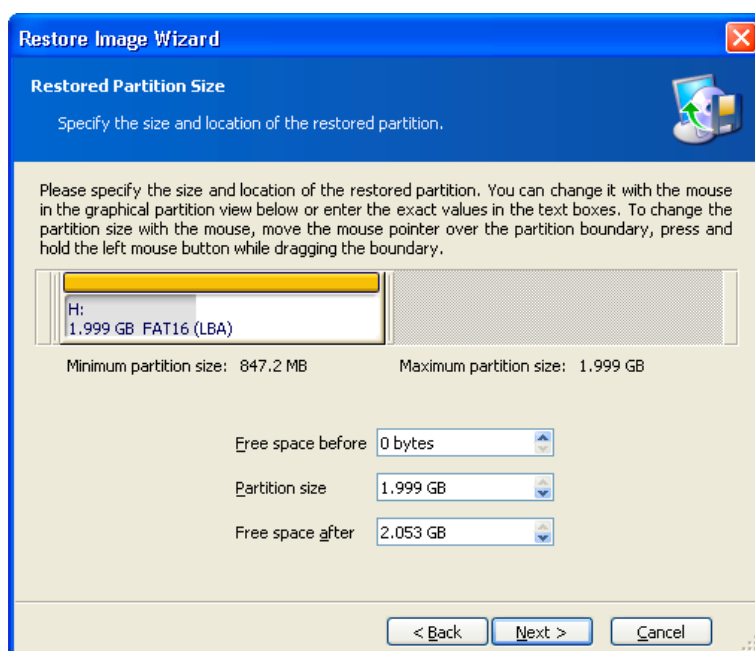 Restore Image Wizard
Restored Partition Size
Specify the size and location of the restored partition.
Please specify the size and location of the restored partition. You can change it with the mouse
in the graphical partition view below or enter the exact values in the text boxes. To change the
partition size with the mouse, move the mouse pointer over the partition boundary, press and
hold the left mouse button while dragging the boundary.
H:
1.999 GB FAT16 (LBA)
Minimum partition size: 847.2 MB Maximum partition size: 1.999 GB
Free space before 0 bytes
Partition size 1.999 GB
Free space after 2.053 GB
< Back Next > Cancel